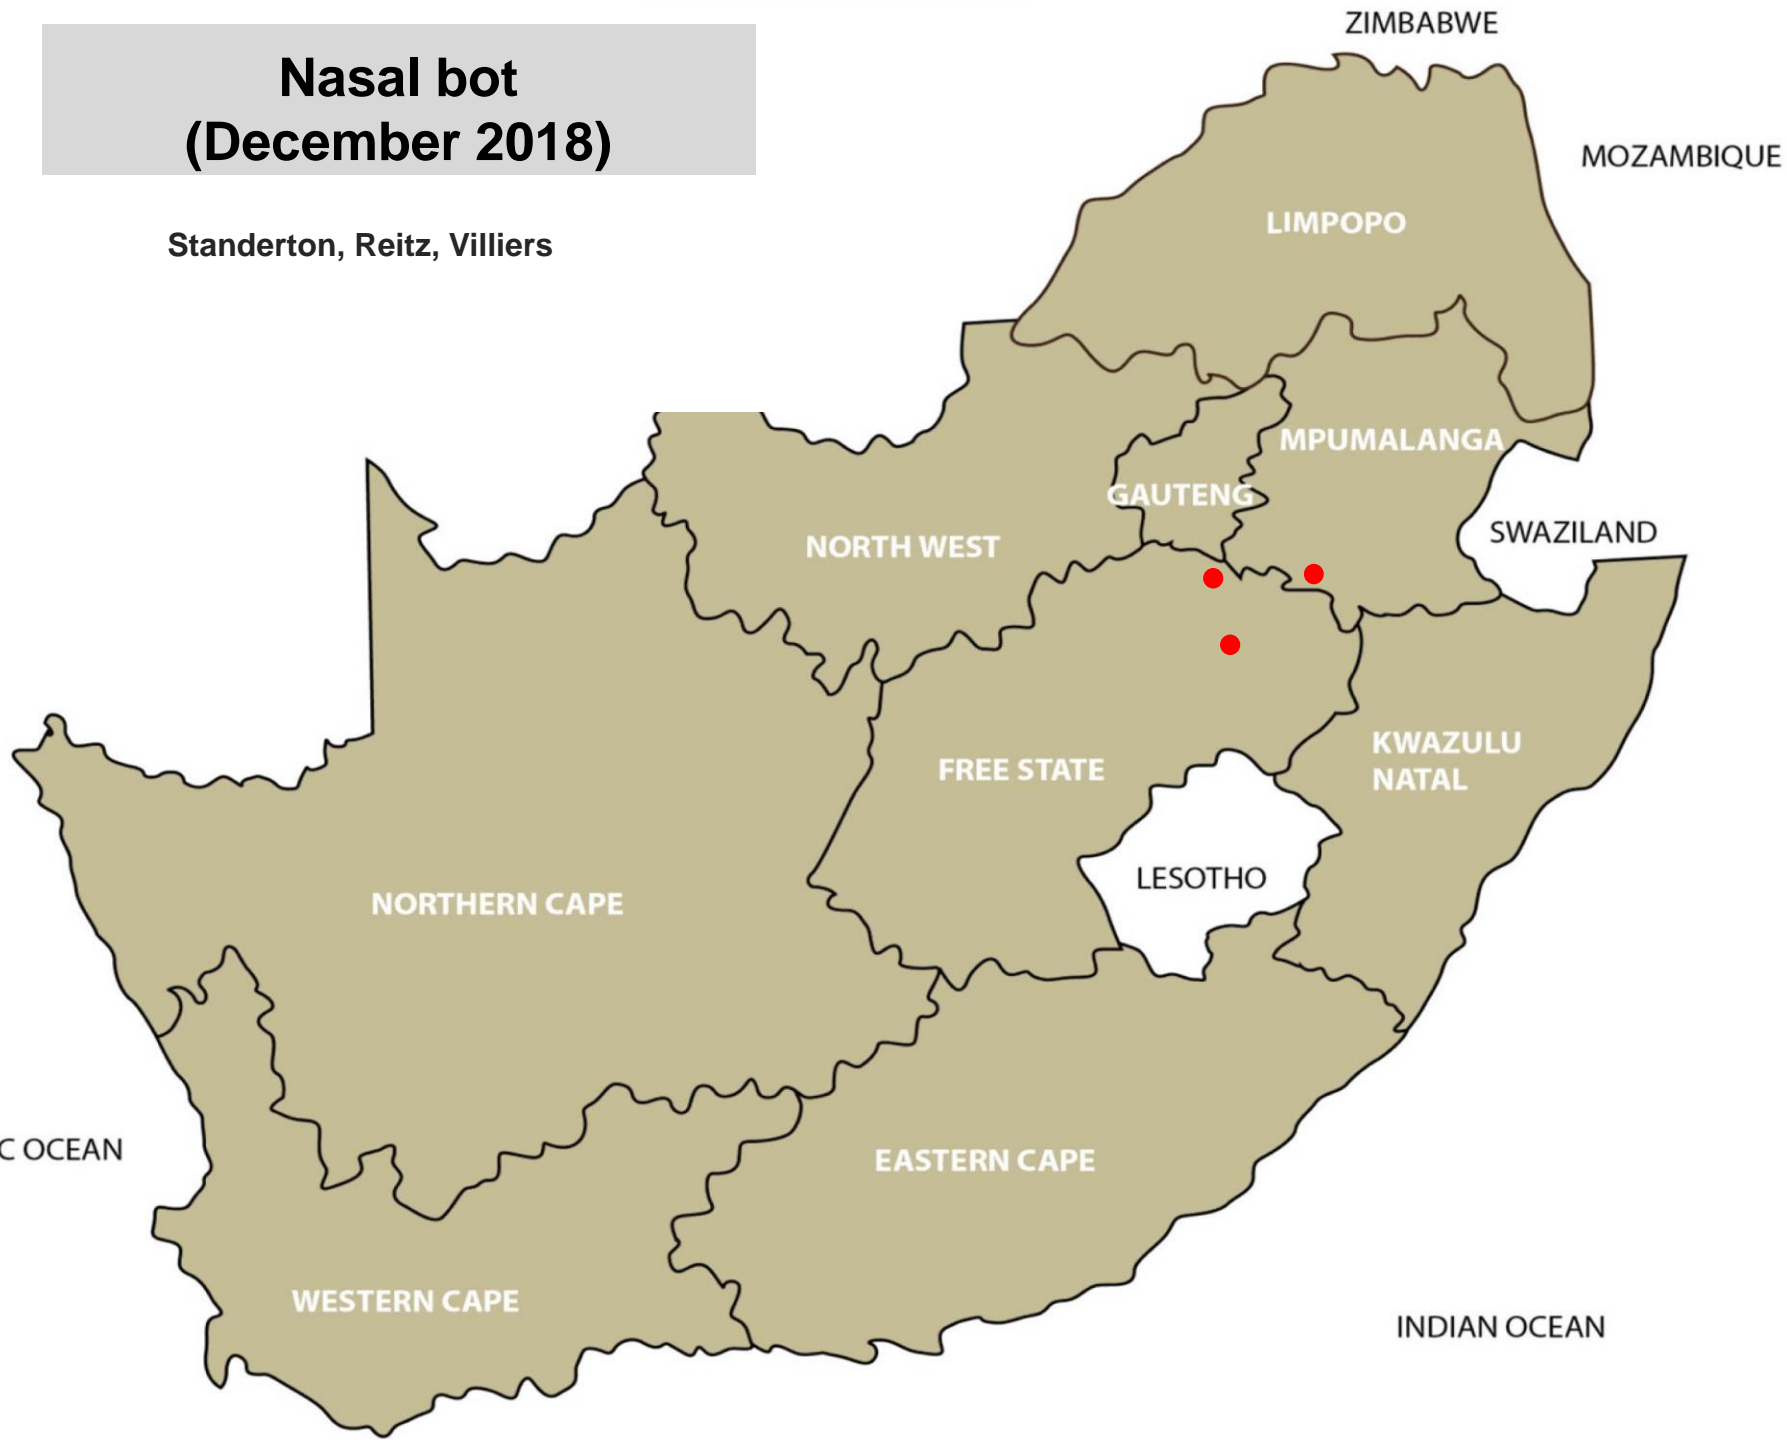 Nasal bot
(December 2018)
Standerton, Reitz, Villiers
ZIMBABWE
MOZAMBIQUE
LIMPOPO
MPUMALANGA
GAUTENG
SWAZILAND
NORTH WEST
KWAZULU
NATAL
FREE STATE
LESOTHO
NORTHERN CAPE
C OCEAN
EASTERN CAPE
WESTERN CAPE
INDIAN OCEAN